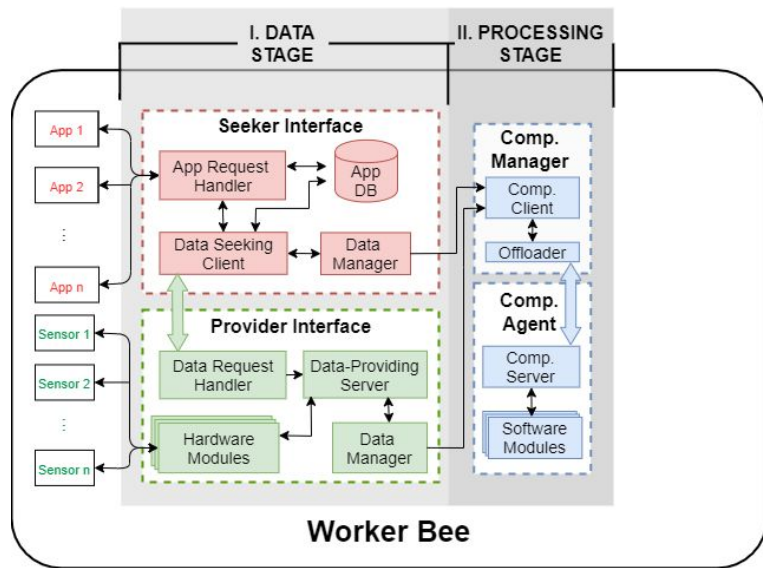 I. DATA
STAGE
II. PROCESSING
STAGE
App 1
App 2
⋮
App n
Sensor 1
Sensor 2
⋮
Sensor n
Seeker Interface
App Request
Handler
App
DB
Data Seeking
Client
Data
Manager
Provider Interface
Data Request
Handler
Data-Providing
Server
Hardware
Modules
Data
Manager
Comp.
Manager
Comp.
Client
Offloader
Comp.
Agent
Comp.
Server
Software
Modules
Worker Bee